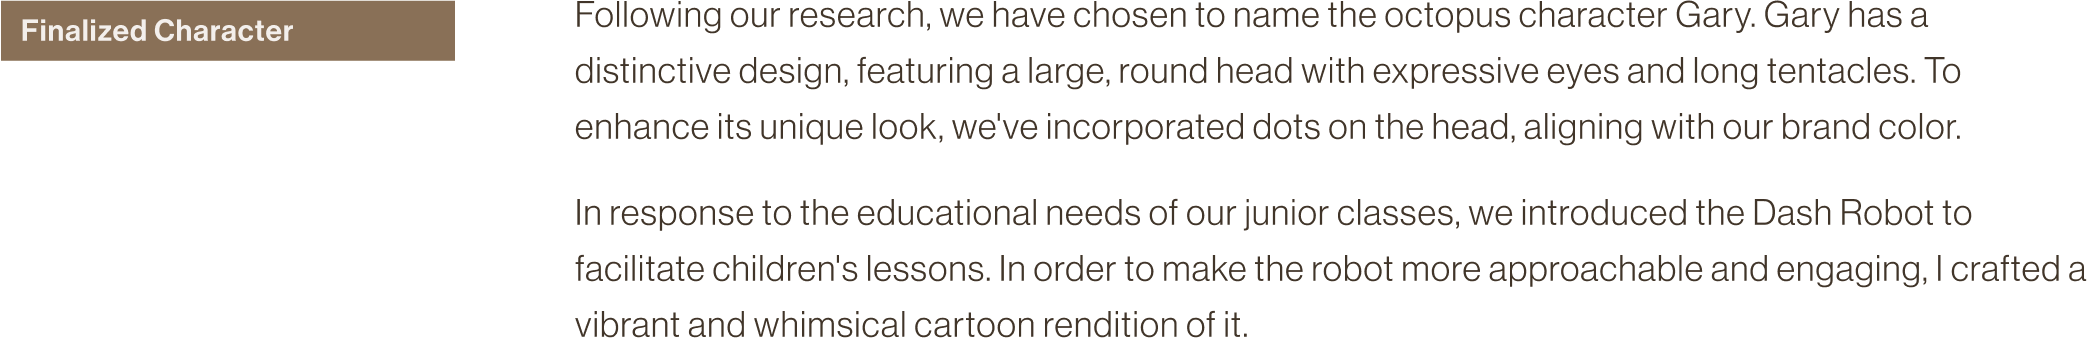 Finalized Character
Following our research, we have chosen to name the octopus character Gary. Gary has a
distinctive design, featuring a large, round head with expressive eyes and long tentacles. To
enhance its unique look, we've incorporated dots on the head, aligning with our brand color.
In response to the educational needs of our junior classes, we introduced the Dash Robot to
facilitate children's lessons. In order to make the robot more approachable and engaging, I crafted a
vibrant and whimsical cartoon rendition of it.